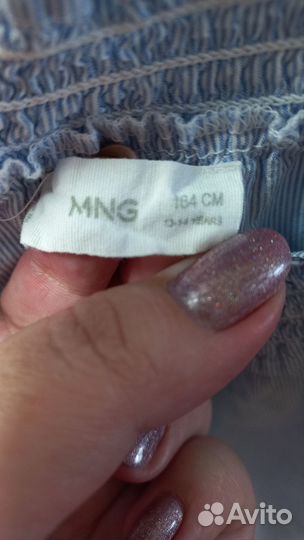 MNG
164 CM
13-14 YEARS
Avito